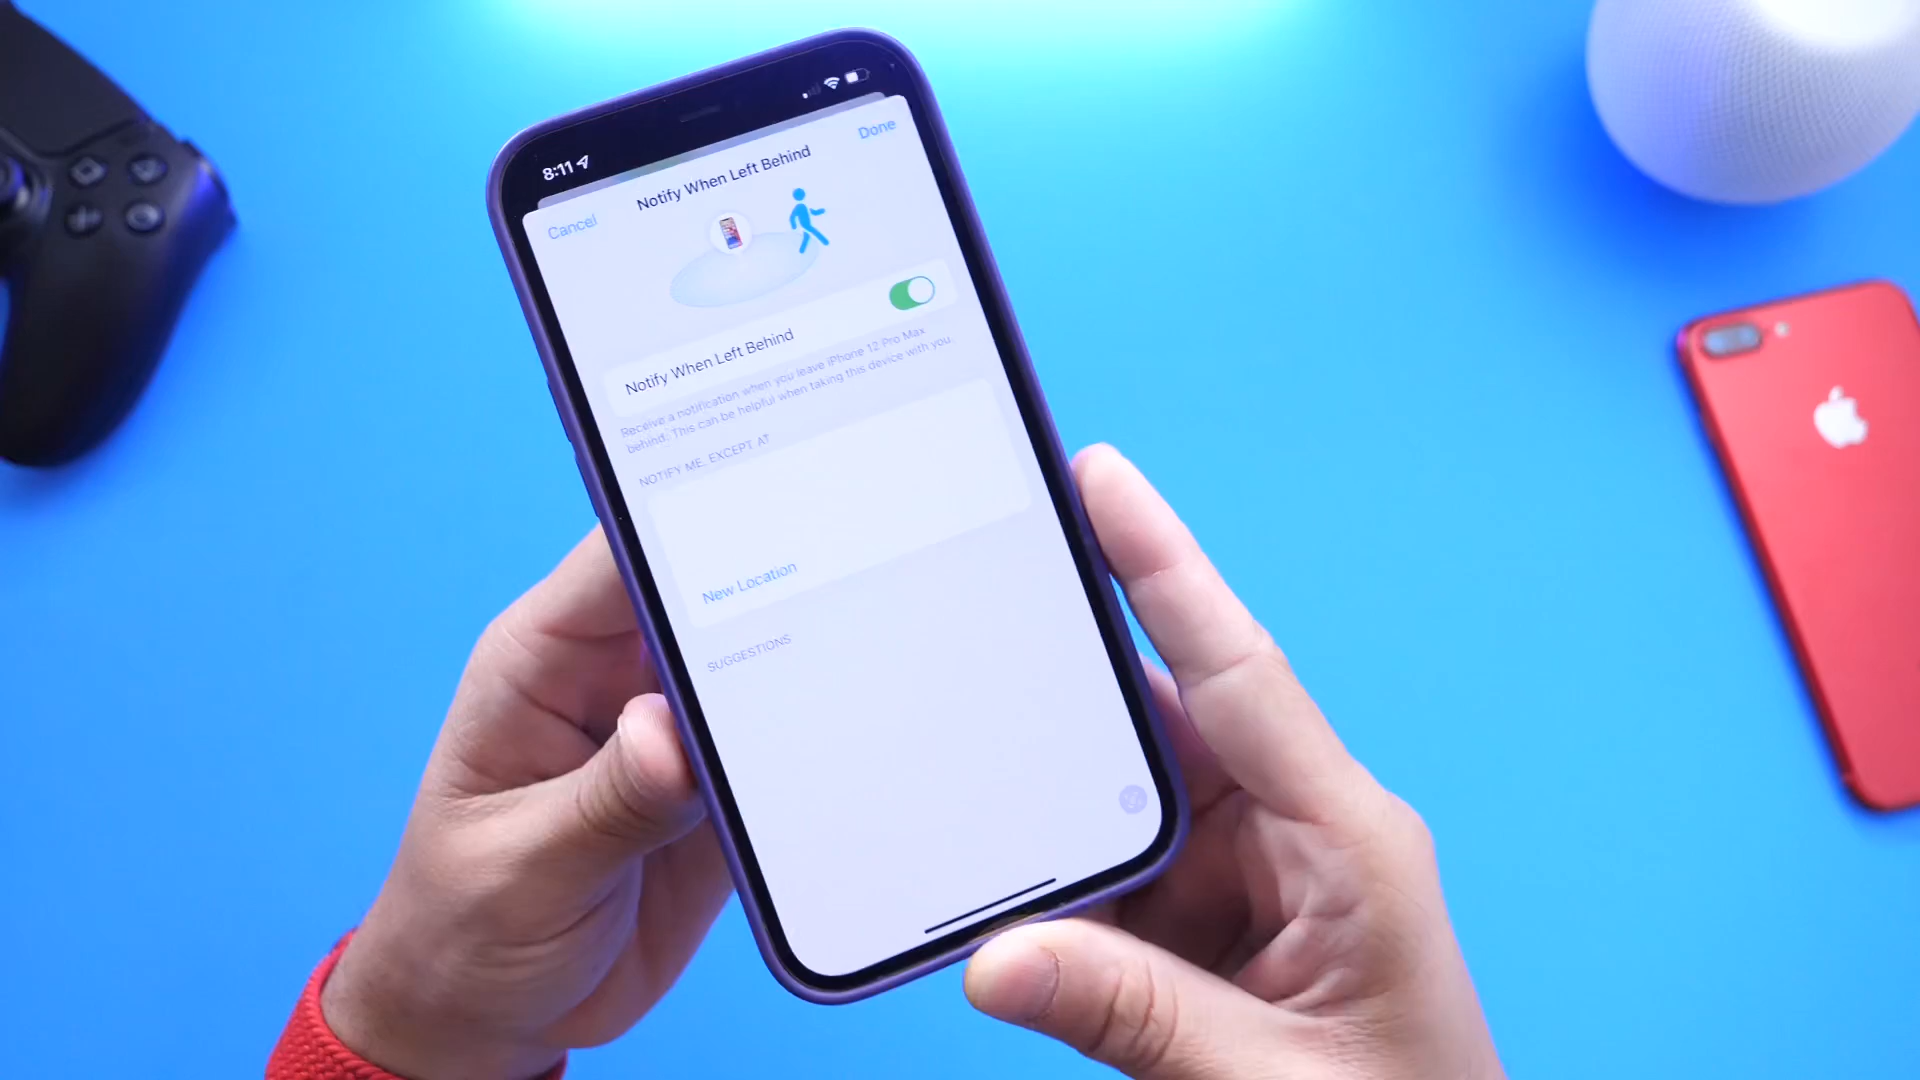 8:11
Cancel
Notify When Left Behind
Done
Notify When Left Behind
Receive a notification when you leave iPhone 12 Pro Max
behind. This can be helpful when taking this device with you.
NOTIFY ME, EXCEPT AT
New Location
SUGGESTIONS